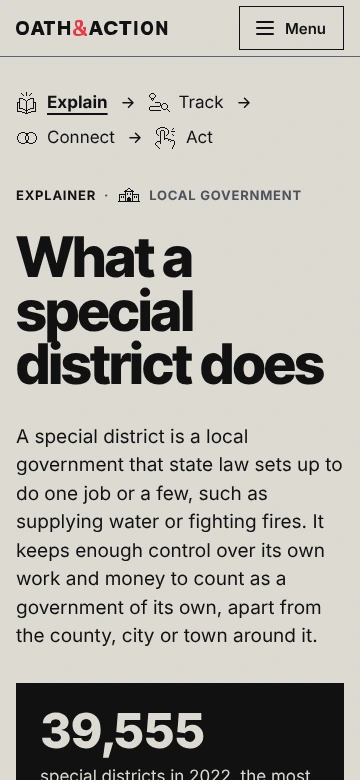 OATH&ACTION
Menu
Explain → Track →
Connect → Act
EXPLAINER · LOCAL GOVERNMENT
What a
special
district does
A special district is a local
government that state law sets up to
do one job or a few, such as
supplying water or fighting fires. It
keeps enough control over its own
work and money to count as a
government of its own, apart from
the county, city or town around it.
39,555
special districts in 2022, the most